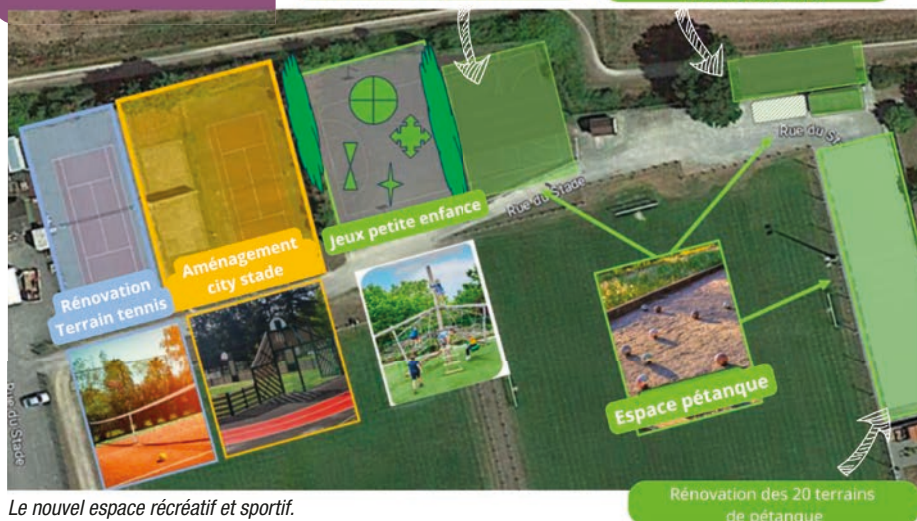 Rue du St
Jeux petite enfance
Rue du Stade
Aménagement
city stade
Rénovation
Terrain tennis
Espace pétanque
Rue du Stade
Rénovation des 20 terrains
de pétanque
Le nouvel espace récréatif et sportif.